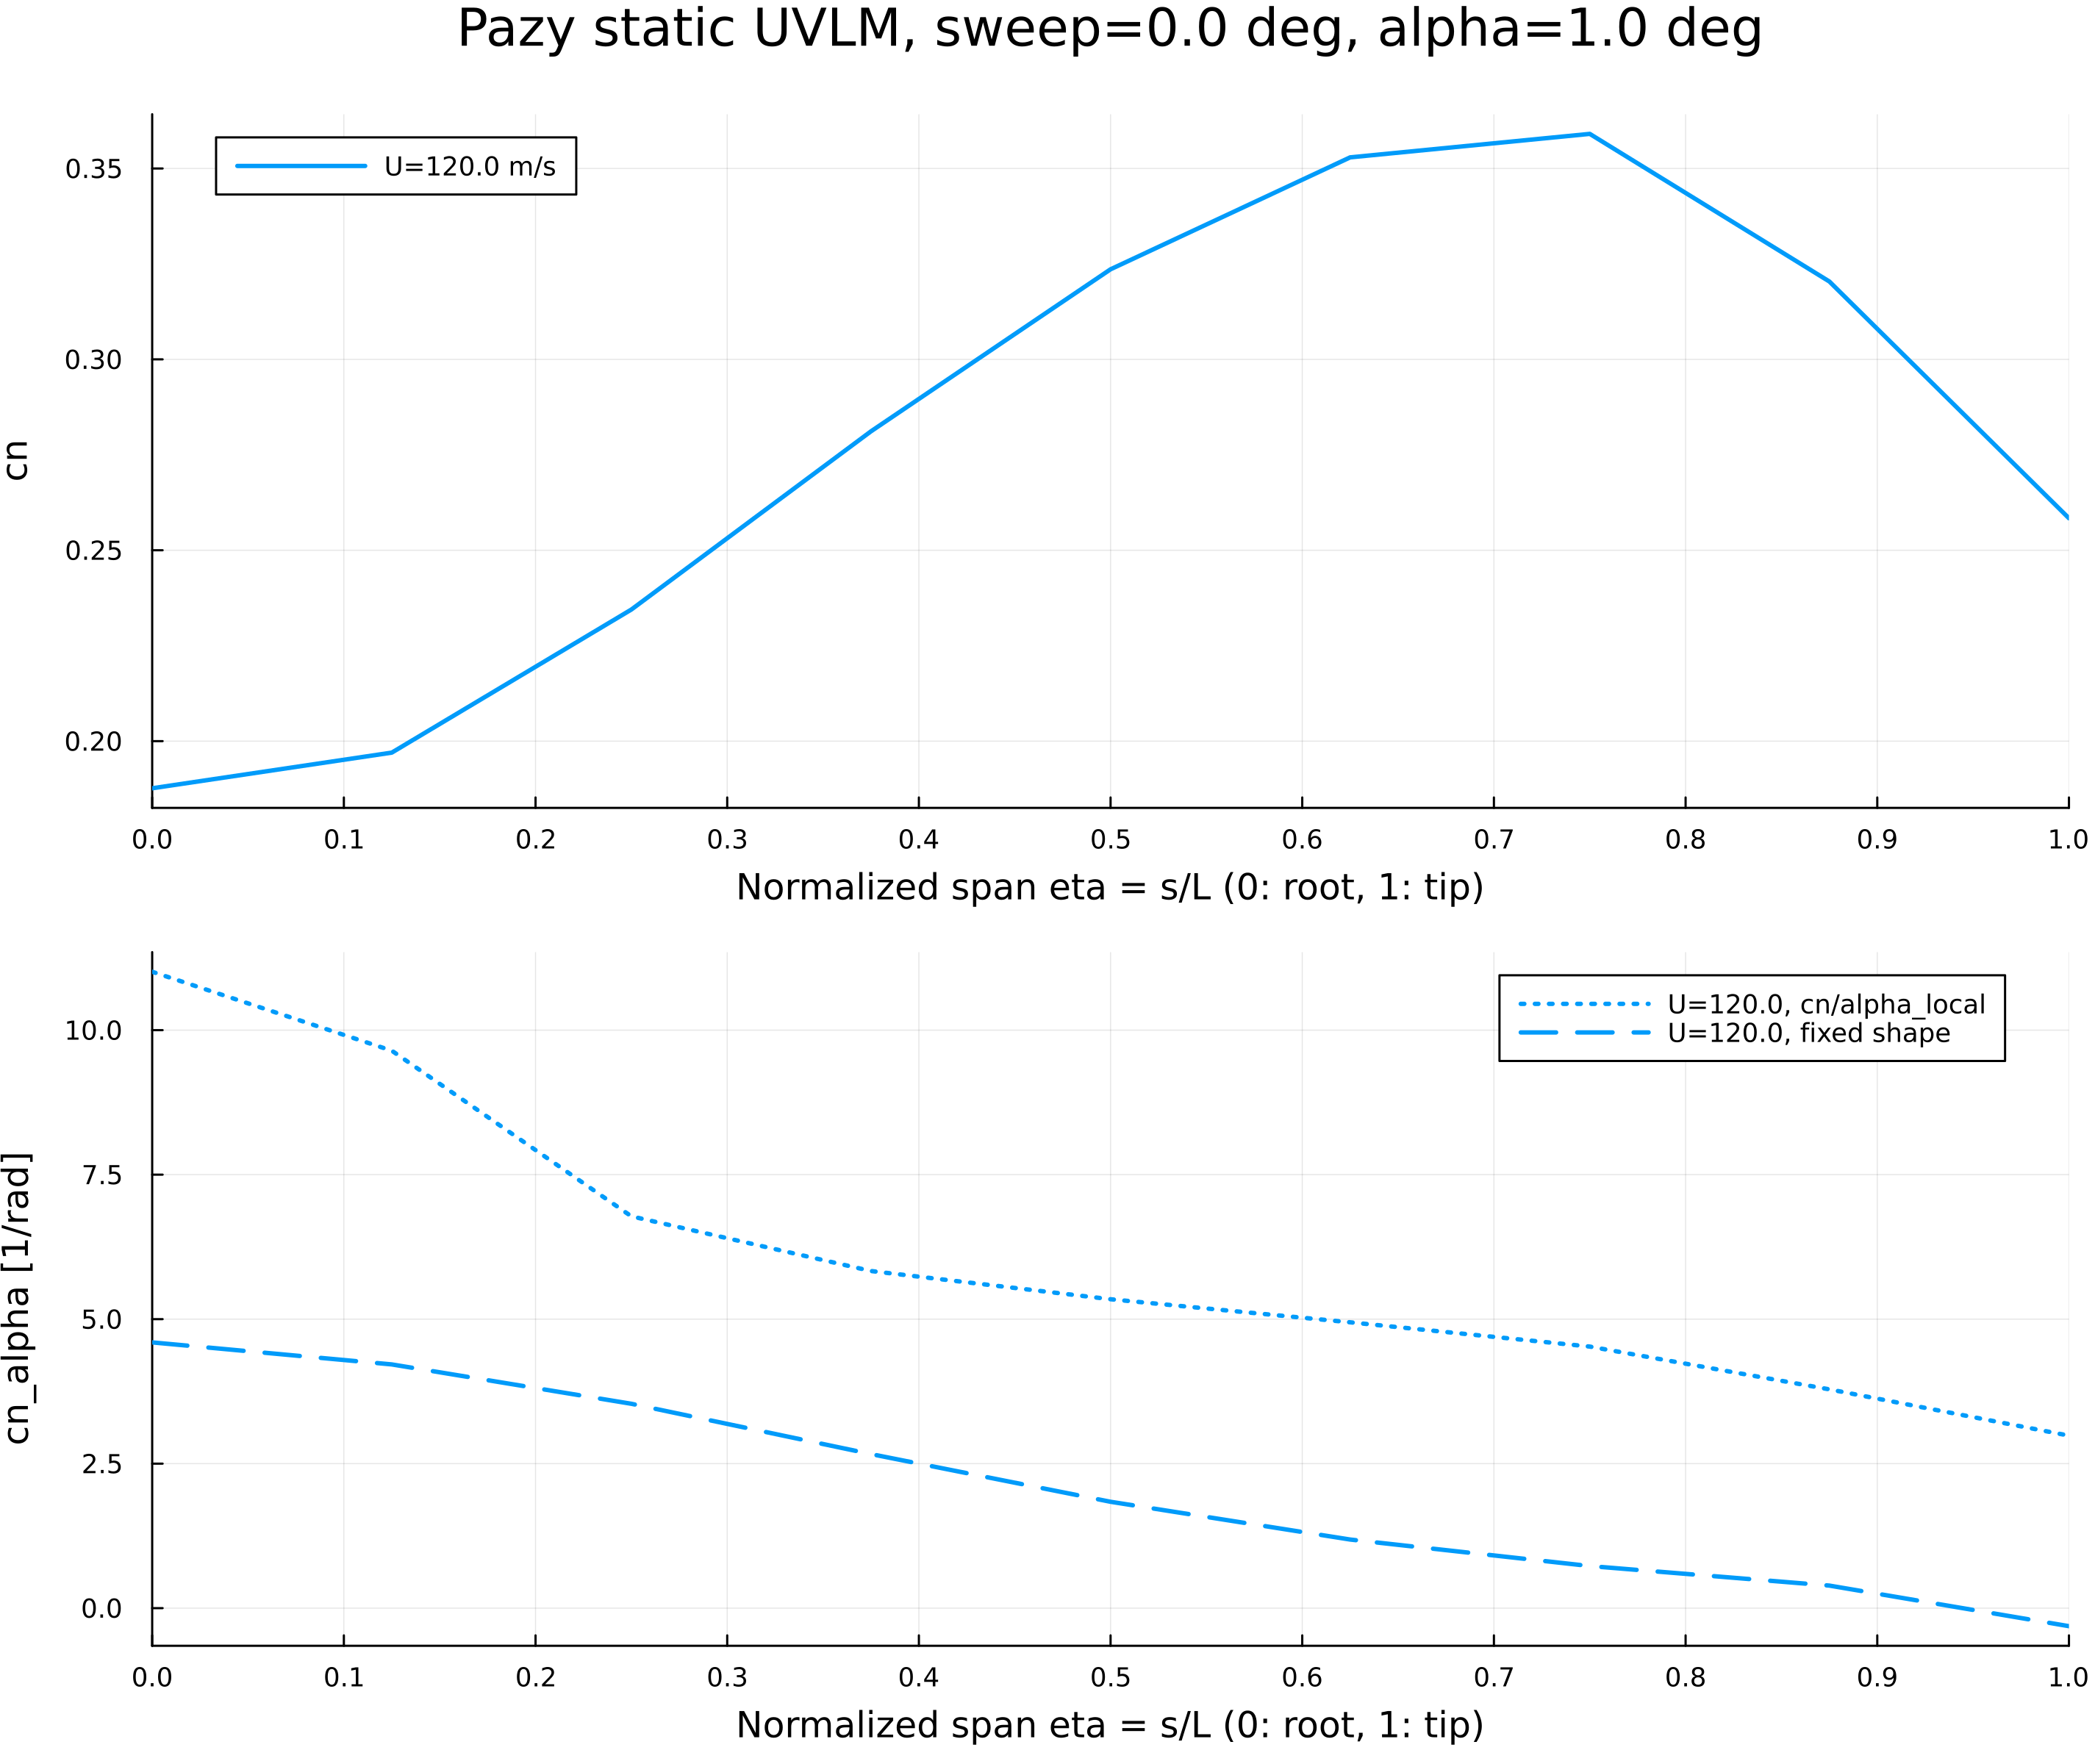 Pazy static UVLM, sweep=0.0 deg, alpha=1.0 deg
U=120.0 m/s
cn
0.35
0.30
0.25
0.20
0.0 0.1 0.2 0.3 0.4 0.5 0.6 0.7 0.8 0.9 1.0
Normalized span eta = s/L (0: root, 1: tip)
U=120.0, cn/alpha_local
U=120.0, fixed shape
cn_alpha [1/rad]
10.0
7.5
5.0
2.5
0.0
0.0 0.1 0.2 0.3 0.4 0.5 0.6 0.7 0.8 0.9 1.0
Normalized span eta = s/L (0: root, 1: tip)